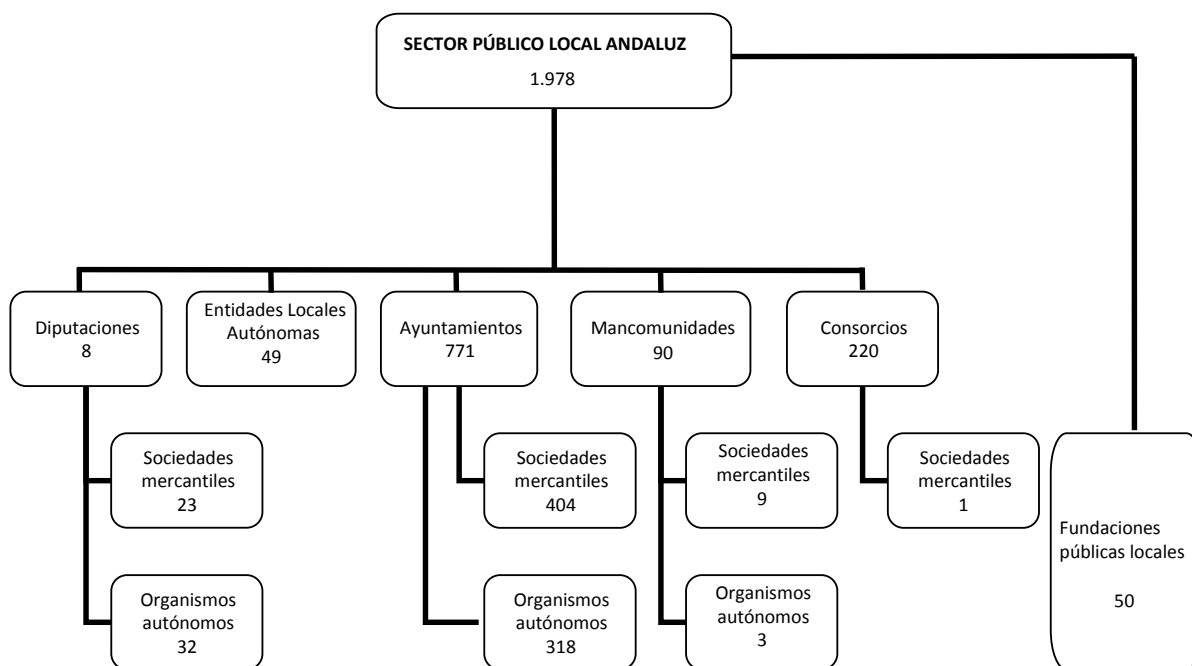 SECTOR PÚBLICO LOCAL ANDALUZ
1.978
Diputaciones
8
Entidades Locales
Autónomas
49
Ayuntamientos
771
Mancomunidades
90
Consorcios
220
Sociedades
mercantiles
23
Sociedades
mercantiles
404
Sociedades
mercantiles
9
Sociedades
mercantiles
1
Fundaciones
públicas locales
50
Organismos
autónomos
32
Organismos
autónomos
318
Organismos
autónomos
3